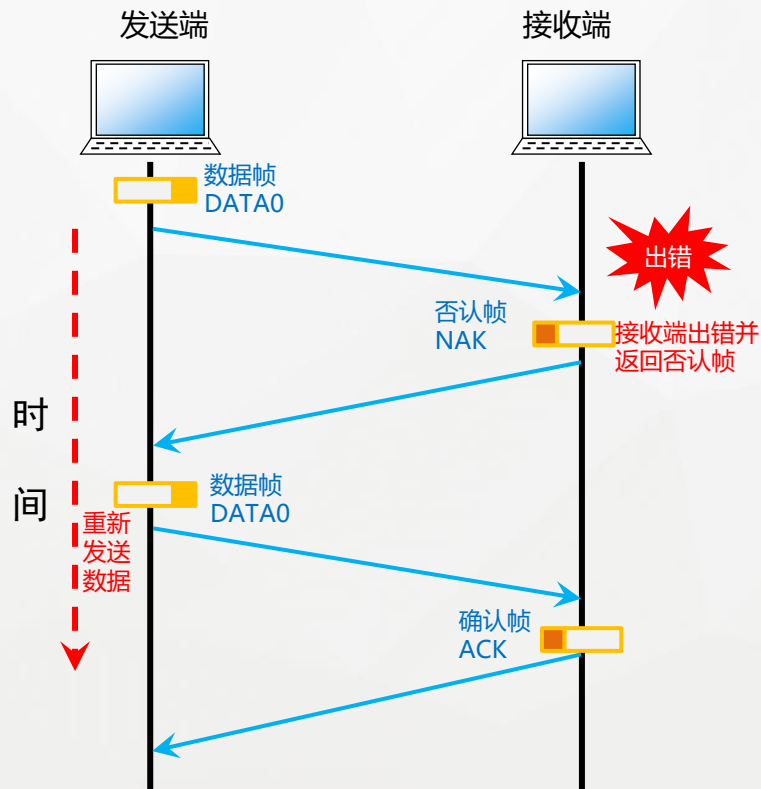 发送端
接收端
数据帧
DATA0
出错
否认帧
NAK
接收端出错并
返回否认帧
时
间
数据帧
DATA0
重新
发送
数据
确认帧
ACK